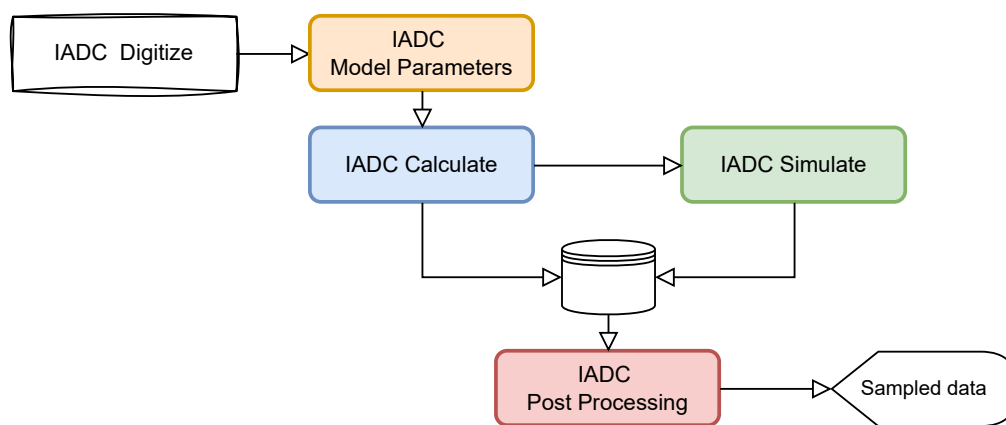 IADC  Digitize
IADC
Model Parameters
IADC Calculate
IADC Simulate
IADC
Post Processing
Sampled data